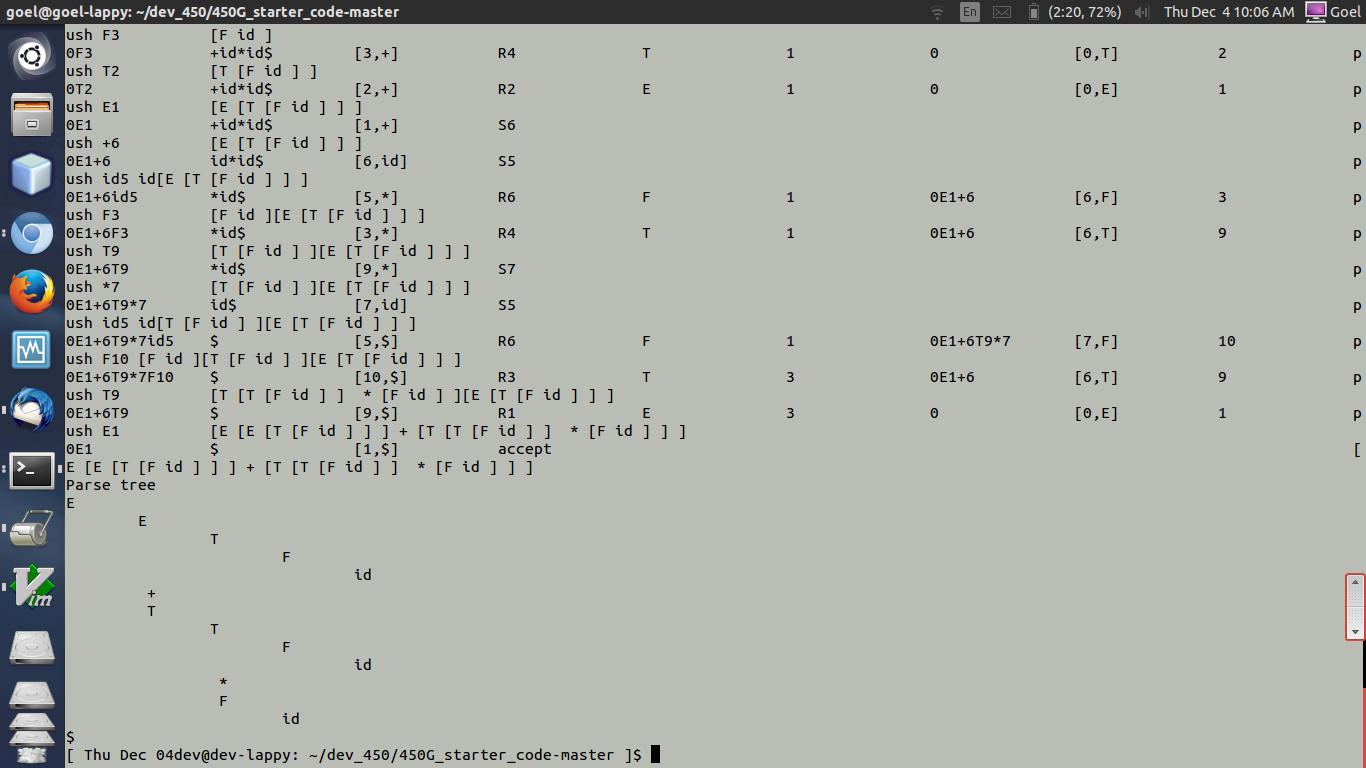 goel@goel-lappy: ~/dev_450/450G_starter_code-master En (2:20, 72%) Thu Dec 4 10:06 AM Goel
ush F3 [F id ]
0F3 +id*id$ [3,+] R4 T 1 0 [0,T] 2 p
ush T2 [T [F id ] ]
0T2 +id*id$ [2,+] R2 E 1 0 [0,E] 1 p
ush E1 [E [T [F id ] ] ]
0E1 +id*id$ [1,+] S6 p
ush +6 [E [T [F id ] ] ]
0E1+6 id*id$ [6,id] S5 p
ush id5 id[E [T [F id ] ] ]
0E1+6id5 *id$ [5,*] R6 F 1 0E1+6 [6,F] 3 p
ush F3 [F id ][E [T [F id ] ] ]
0E1+6F3 *id$ [3,*] R4 T 1 0E1+6 [6,T] 9 p
ush T9 [T [F id ] ][E [T [F id ] ] ]
0E1+6T9 *id$ [9,*] S7 p
ush *7 [T [F id ] ][E [T [F id ] ] ]
0E1+6T9*7 id$ [7,id] S5 p
ush id5 id[T [F id ] ][E [T [F id ] ] ]
0E1+6T9*7id5 $ [5,$] R6 F 1 0E1+6T9*7 [7,F] 10 p
ush F10 [F id ][T [F id ] ][E [T [F id ] ] ]
0E1+6T9*7F10 $ [10,$] R3 T 3 0E1+6 [6,T] 9 p
ush T9 [T [T [F id ] ]  * [F id ] ][E [T [F id ] ] ]
0E1+6T9 $ [9,$] R1 E 3 0 [0,E] 1 p
ush E1 [E [E [T [F id ] ] ] + [T [T [F id ] ]  * [F id ] ] ]
0E1 $ [1,$] accept [
E [E [T [F id ] ] ] + [T [T [F id ] ]  * [F id ] ] ]
Parse tree
E
E
T
F
id
+
T
T
F
id
*
F
id
$
[ Thu Dec 04dev@dev-lappy: ~/dev_450/450G_starter_code-master ]$
>_
Vim